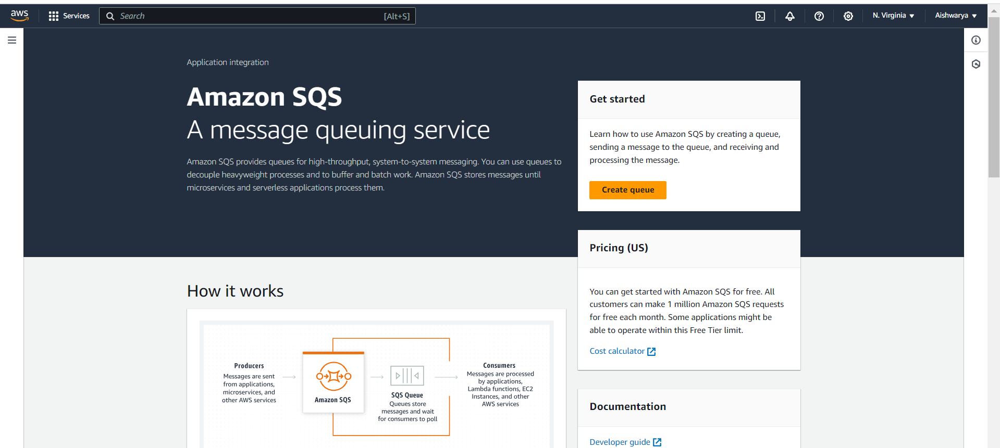 aws
Services
Search
[Alt+S]
N. Virginia
Aishwarya
Application integration
Amazon SQS
A message queuing service
Amazon SQS provides queues for high-throughput, system-to-system messaging. You can use queues to
decouple heavyweight processes and to buffer and batch work. Amazon SQS stores messages until
microservices and serverless applications process them.
Get started
Learn how to use Amazon SQS by creating a queue,
sending a message to the queue, and receiving and
processing the message.
Create queue
Pricing (US)
You can get started with Amazon SQS for free. All
customers can make 1 million Amazon SQS requests
for free each month. Some applications might be
able to operate within this Free Tier limit.
Cost calculator
Documentation
Developer guide
How it works
Producers
Messages are sent
from applications,
microservices, and
other AWS services
Amazon SQS
SQS Queue
Queues store
messages and wait
for consumers to poll
Consumers
Messages are processed
by applications,
Lambda functions, EC2
Instances, and other
AWS services